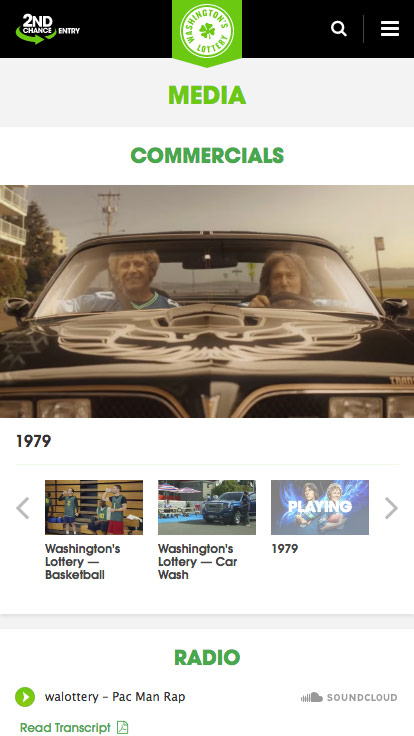 2ND
CHANCE ENTRY
WASHINGTON'S
LOTTERY
MEDIA
COMMERCIALS
1979
PLAYING
Washington's
Lottery —
Basketball
Washington's
Lottery — Car
Wash
1979
RADIO
walottery - Pac Man Rap
SOUNDCLOUD
Read Transcript